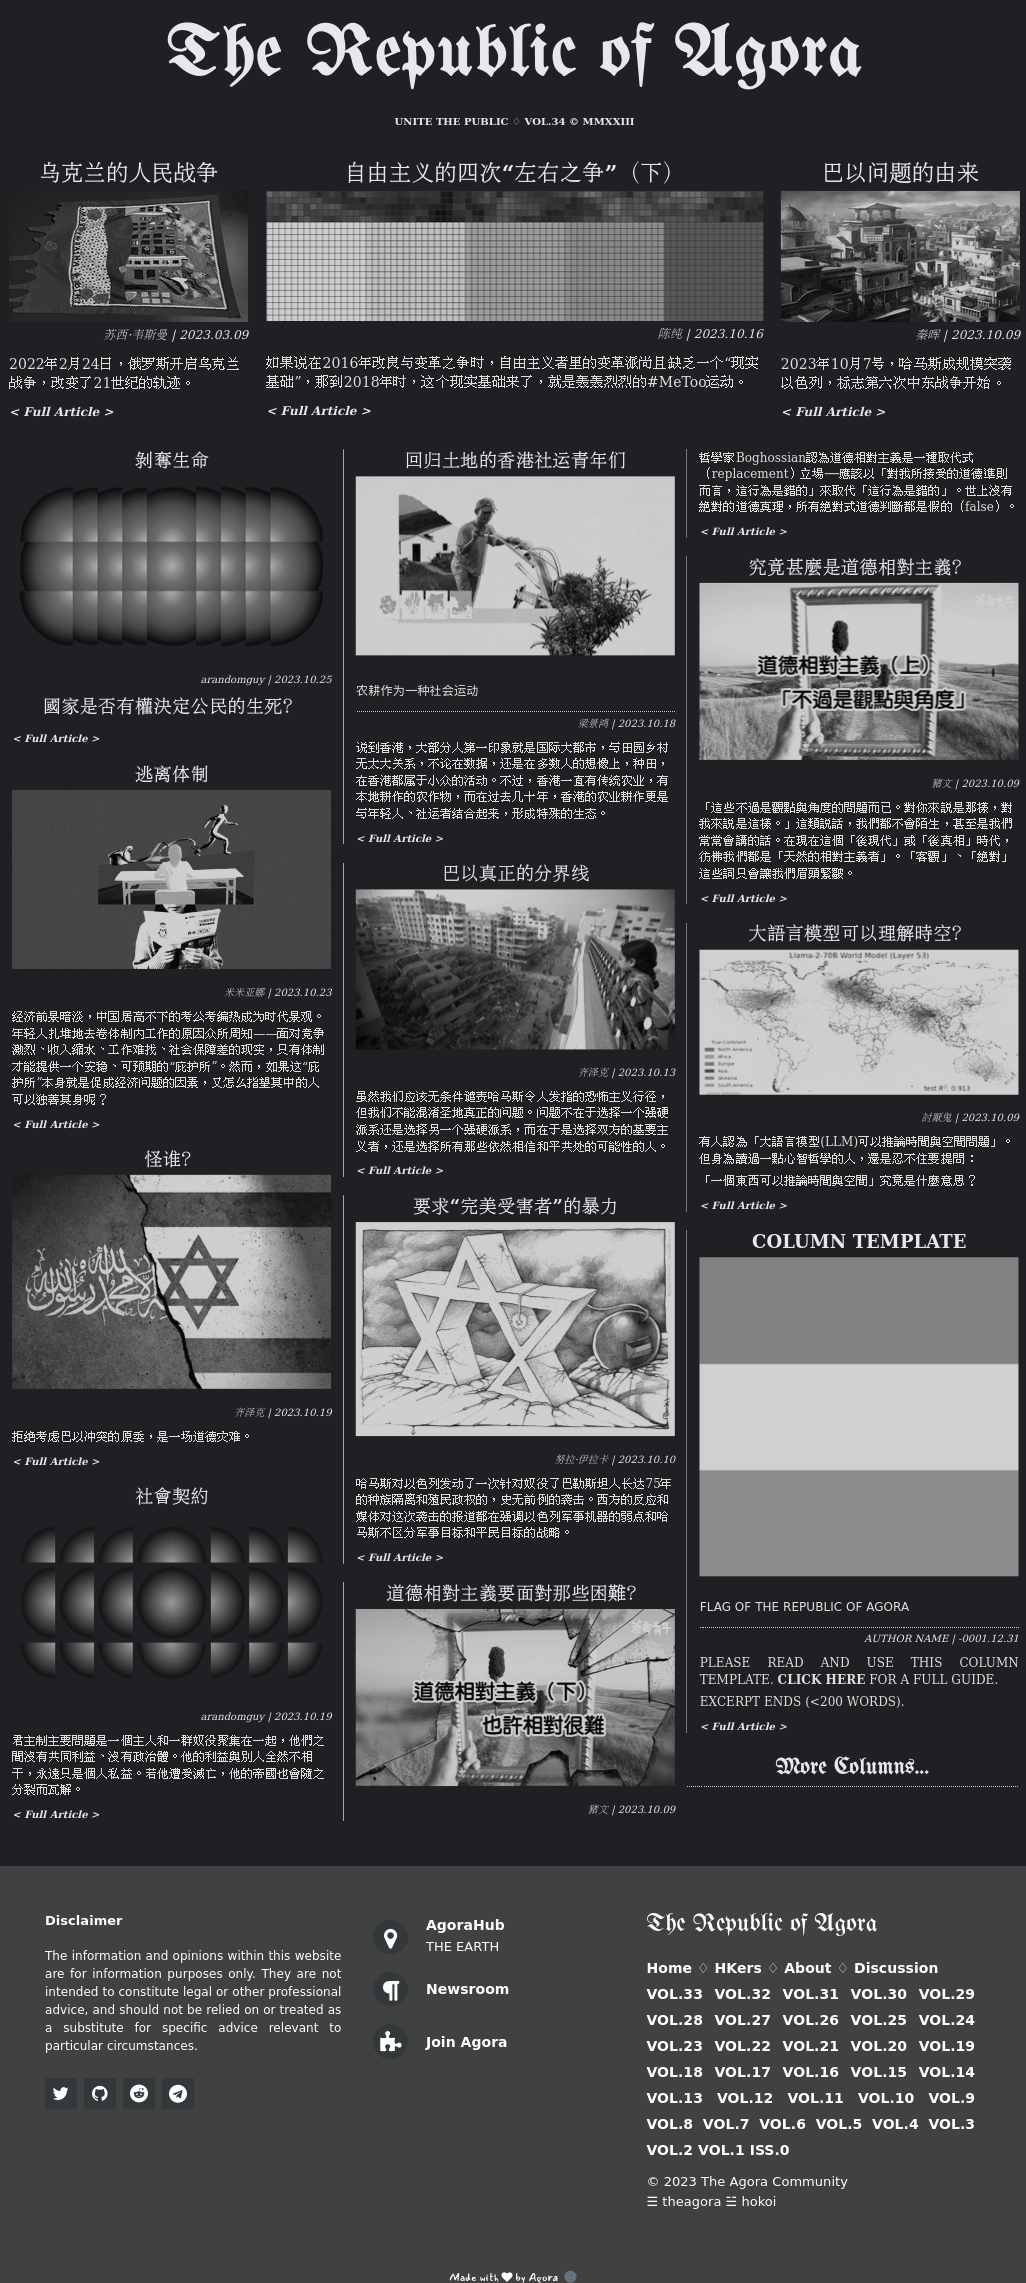 The Republic of Agora
UNITE THE PUBLIC ♢ VOL.34 © MMXXIII
乌克兰的人民战争
苏西·韦斯曼 | 2023.03.09
2022年2月24日，俄罗斯开启乌克兰
战争，改变了21世纪的轨迹。
< Full Article >
自由主义的四次“左右之争”（下）
陈纯 | 2023.10.16
如果说在2016年改良与变革之争时，自由主义者里的变革派尚且缺乏一个“现实
基础”，那到2018年时，这个现实基础来了，就是轰轰烈烈的#MeToo运动。
< Full Article >
巴以问题的由来
秦晖 | 2023.10.09
2023年10月7号，哈马斯成规模突袭
以色列，标志第六次中东战争开始。
< Full Article >
剝奪生命
arandomguy | 2023.10.25
國家是否有權決定公民的生死？
< Full Article >
逃离体制
米米亚娜 | 2023.10.23
经济前景暗淡，中国居高不下的考公考编热成为时代景观。
年轻人扎堆地去卷体制内工作的原因众所周知——面对竞争
激烈、收入缩水、工作难找、社会保障差的现实，只有体制
才能提供一个安稳、可预期的“庇护所”。然而，如果这“庇
护所”本身就是促成经济问题的因素，又怎么指望其中的人
可以独善其身呢？
< Full Article >
怪谁？
齐泽克 | 2023.10.19
拒绝考虑巴以冲突的原委，是一场道德灾难。
< Full Article >
社會契約
arandomguy | 2023.10.19
君主制主要問題是一個主人和一群奴役聚集在一起，他們之
間沒有共同利益、沒有政治體。他的利益與別人全然不相
干，永遠只是個人私益。若他遭受滅亡，他的帝國也會隨之
分裂而瓦解。
< Full Article >
回归土地的香港社运青年们
农耕作为一种社会运动
梁景鸿 | 2023.10.18
说到香港，大部分人第一印象就是国际大都市，与田园乡村
无太大关系，不论在数据，还是在多数人的想像上，种田，
在香港都属于小众的活动。不过，香港一直有传统农业，有
本地耕作的农作物，而在过去几十年，香港的农业耕作更是
与年轻人、社运者结合起来，形成特殊的生态。
< Full Article >
巴以真正的分界线
齐泽克 | 2023.10.13
虽然我们应该无条件谴责哈马斯令人发指的恐怖主义行径，
但我们不能混淆圣地真正的问题。问题不在于选择一个强硬
派系还是选择另一个强硬派系，而在于是选择双方的基要主
义者，还是选择所有那些依然相信和平共处的可能性的人。
< Full Article >
要求“完美受害者”的暴力
努拉·伊拉卡 | 2023.10.10
哈马斯对以色列发动了一次针对奴役了巴勒斯坦人长达75年
的种族隔离和殖民政权的，史无前例的袭击。西方的反应和
媒体对这次袭击的报道都在强调以色列军事机器的弱点和哈
马斯不区分军事目标和平民目标的战略。
< Full Article >
道德相對主義要面對那些困難？
道德相對主義（下）
也許相對很難
豬文 | 2023.10.09
哲學家Boghossian認為道德相對主義是一種取代式
（replacement）立場──應該以「對我所接受的道德準則
而言，這行為是錯的」來取代「這行為是錯的」。世上沒有
絕對的道德真理，所有絕對式道德判斷都是假的（false）。
< Full Article >
究竟甚麼是道德相對主義？
道德相對主義（上）
「不過是觀點與角度」
豬文 | 2023.10.09
「這些不過是觀點與角度的問題而已。對你來說是那樣，對
我來說是這樣。」這類說話，我們都不會陌生，甚至是我們
常常會講的話。在現在這個「後現代」或「後真相」時代，
彷彿我們都是「天然的相對主義者」。「客觀」、「絕對」
這些詞只會讓我們眉頭緊皺。
< Full Article >
大語言模型可以理解時空？
Llama-2-70B World Model (Layer 53)
True Continent
North America
Africa
Europe
Asia
Oceania
South America
test R²: 0.913
討厭鬼 | 2023.10.09
有人認為「大語言模型(LLM)可以推論時間與空間問題」。
但身為讀過一點心智哲學的人，還是忍不住要提問：
「一個東西可以推論時間與空間」究竟是什麼意思？
< Full Article >
COLUMN TEMPLATE
FLAG OF THE REPUBLIC OF AGORA
AUTHOR NAME | -0001.12.31
PLEASE READ AND USE THIS COLUMN
TEMPLATE. CLICK HERE FOR A FULL GUIDE.
EXCERPT ENDS (<200 WORDS).
< Full Article >
More Columns...
Disclaimer
The information and opinions within this website
are for information purposes only. They are not
intended to constitute legal or other professional
advice, and should not be relied on or treated as
a substitute for specific advice relevant to
particular circumstances.
AgoraHub
THE EARTH
Newsroom
Join Agora
The Republic of Agora
Home ♢ HKers ♢ About ♢ Discussion
VOL.33 VOL.32 VOL.31 VOL.30 VOL.29
VOL.28 VOL.27 VOL.26 VOL.25 VOL.24
VOL.23 VOL.22 VOL.21 VOL.20 VOL.19
VOL.18 VOL.17 VOL.16 VOL.15 VOL.14
VOL.13 VOL.12 VOL.11 VOL.10 VOL.9
VOL.8 VOL.7 VOL.6 VOL.5 VOL.4 VOL.3
VOL.2 VOL.1 ISS.0
© 2023 The Agora Community
☰ theagora ☱ hokoi
Made with ♥ by Agora